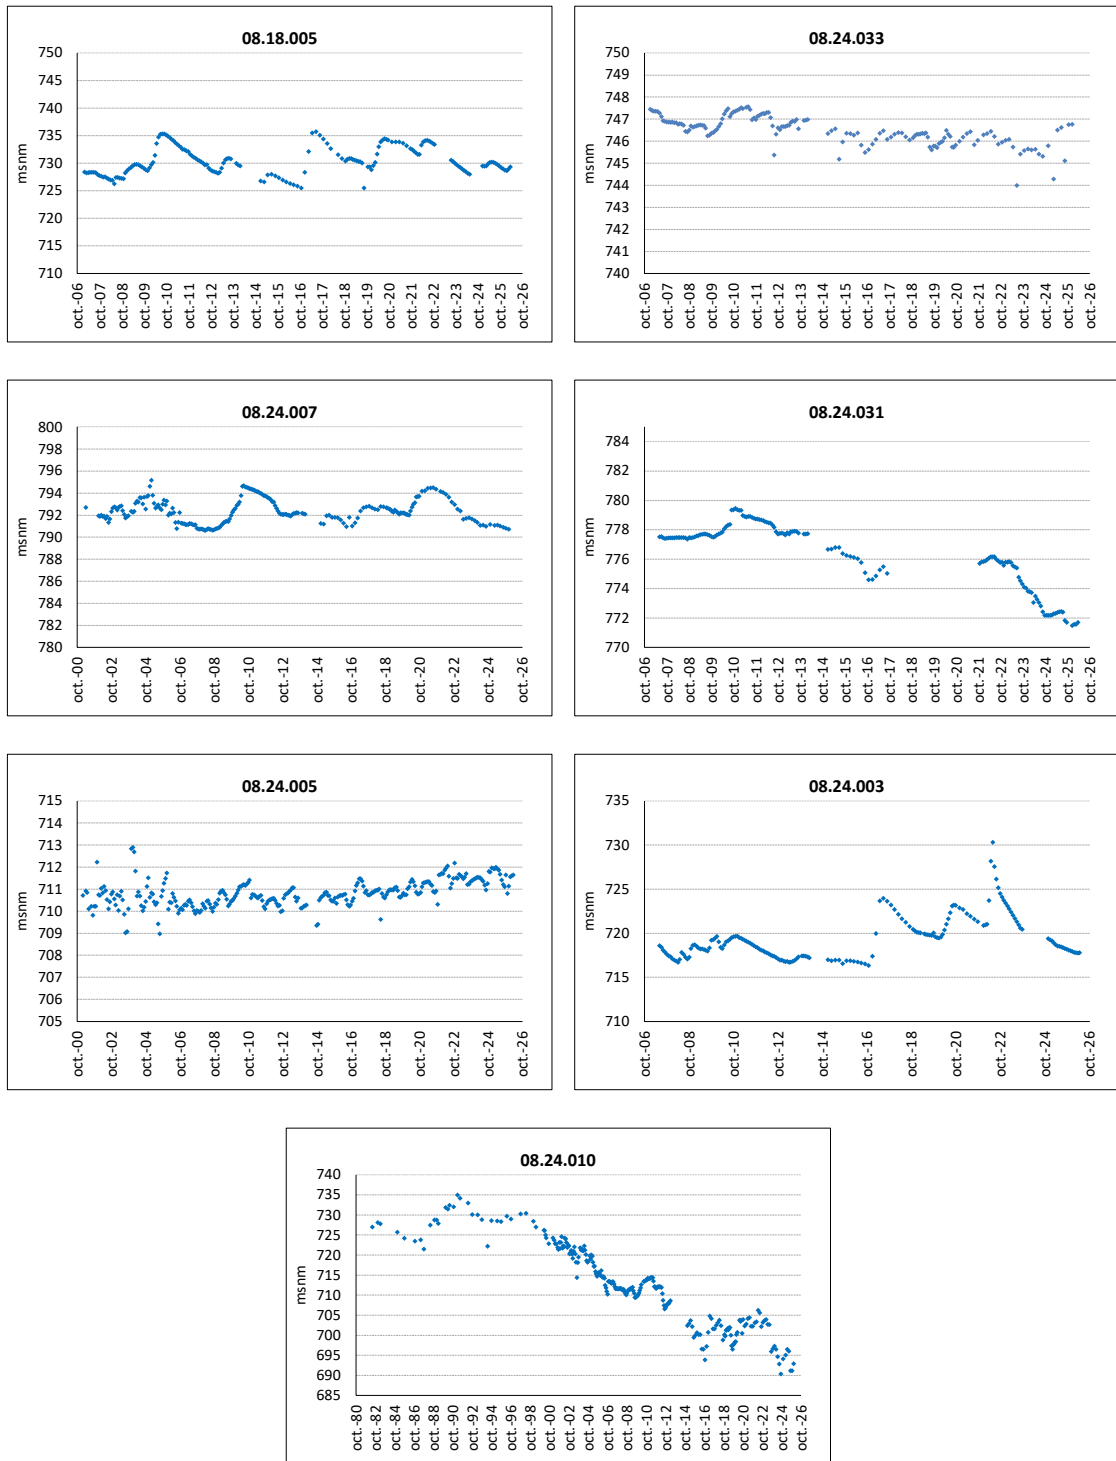 08.18.005
750
745
740
735
730
725
720
715
710
msnm
oct.-06
oct.-07
oct.-08
oct.-09
oct.-10
oct.-11
oct.-12
oct.-13
oct.-14
oct.-15
oct.-16
oct.-17
oct.-18
oct.-19
oct.-20
oct.-21
oct.-22
oct.-23
oct.-24
oct.-25
oct.-26
08.24.033
750
749
748
747
746
745
744
743
742
741
740
msnm
oct.-06
oct.-07
oct.-08
oct.-09
oct.-10
oct.-11
oct.-12
oct.-13
oct.-14
oct.-15
oct.-16
oct.-17
oct.-18
oct.-19
oct.-20
oct.-21
oct.-22
oct.-23
oct.-24
oct.-25
oct.-26
08.24.007
800
798
796
794
792
790
788
786
784
782
780
msnm
oct.-00
oct.-02
oct.-04
oct.-06
oct.-08
oct.-10
oct.-12
oct.-14
oct.-16
oct.-18
oct.-20
oct.-22
oct.-24
oct.-26
08.24.031
784
782
780
778
776
774
772
770
msnm
oct.-06
oct.-07
oct.-08
oct.-09
oct.-10
oct.-11
oct.-12
oct.-13
oct.-14
oct.-15
oct.-16
oct.-17
oct.-18
oct.-19
oct.-20
oct.-21
oct.-22
oct.-23
oct.-24
oct.-25
oct.-26
08.24.005
715
714
713
712
711
710
709
708
707
706
705
msnm
oct.-00
oct.-02
oct.-04
oct.-06
oct.-08
oct.-10
oct.-12
oct.-14
oct.-16
oct.-18
oct.-20
oct.-22
oct.-24
oct.-26
08.24.003
735
730
725
720
715
710
msnm
oct.-06
oct.-08
oct.-10
oct.-12
oct.-14
oct.-16
oct.-18
oct.-20
oct.-22
oct.-24
oct.-26
08.24.010
740
735
730
725
720
715
710
705
700
695
690
685
msnm
oct.-80
oct.-82
oct.-84
oct.-86
oct.-88
oct.-90
oct.-92
oct.-94
oct.-96
oct.-98
oct.-00
oct.-02
oct.-04
oct.-06
oct.-08
oct.-10
oct.-12
oct.-14
oct.-16
oct.-18
oct.-20
oct.-22
oct.-24
oct.-26